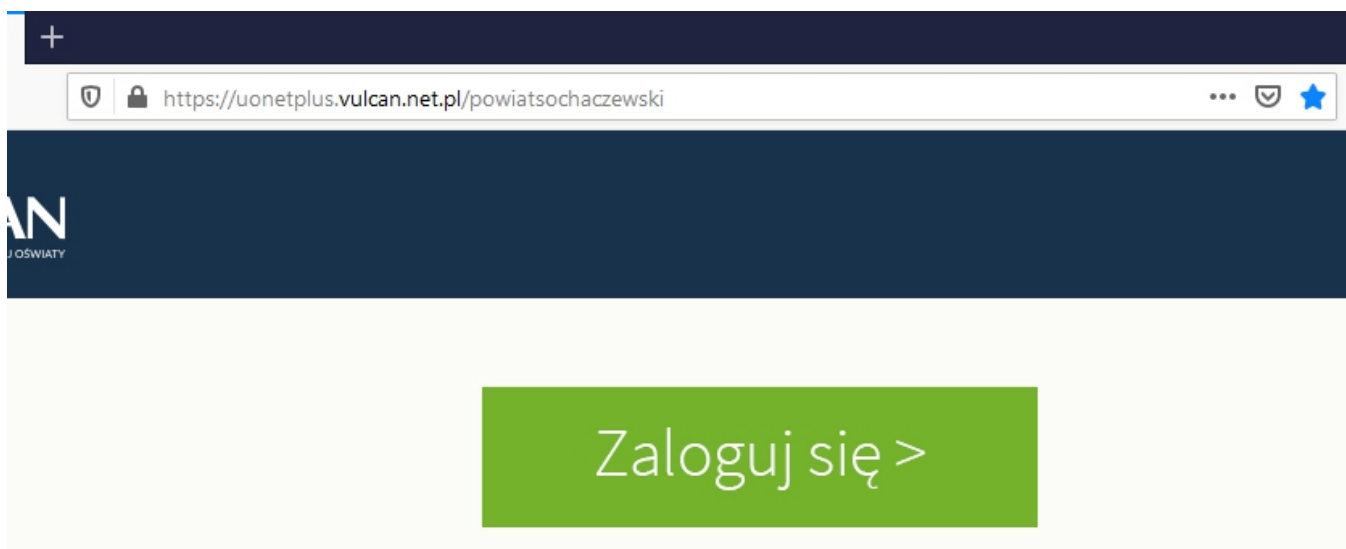 https://uonetplus.vulcan.net.pl/powiatsochaczewski
AN
J OŚWIATY
Zaloguj się >